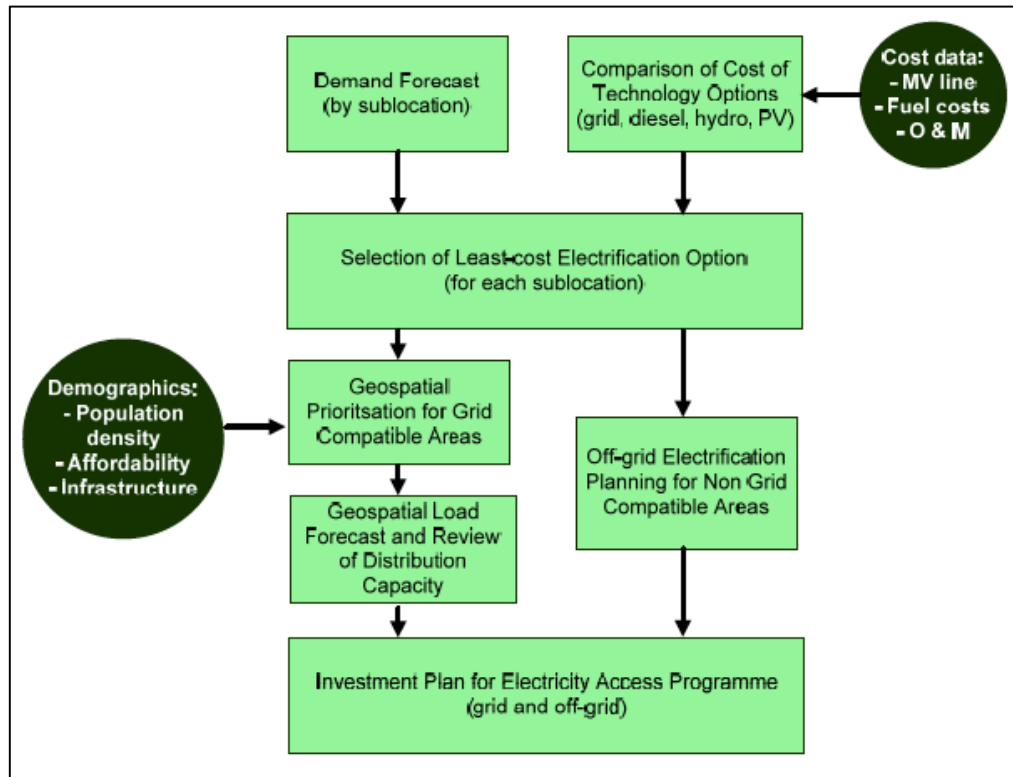 Demand Forecast
(by sublocation)
Comparison of Cost of
Technology Options
(grid, diesel, hydro, PV)
Cost data:
- MV line
- Fuel costs
- O & M
Selection of Least-cost Electrification Option
(for each sublocation)
Demographics:
- Population
density
- Affordability
- Infrastructure
Geospatial
Prioritsation for Grid
Compatible Areas
Off-grid Electrification
Planning for Non Grid
Compatible Areas
Geospatial Load
Forecast and Review
of Distribution
Capacity
Investment Plan for Electricity Access Programme
(grid and off-grid)